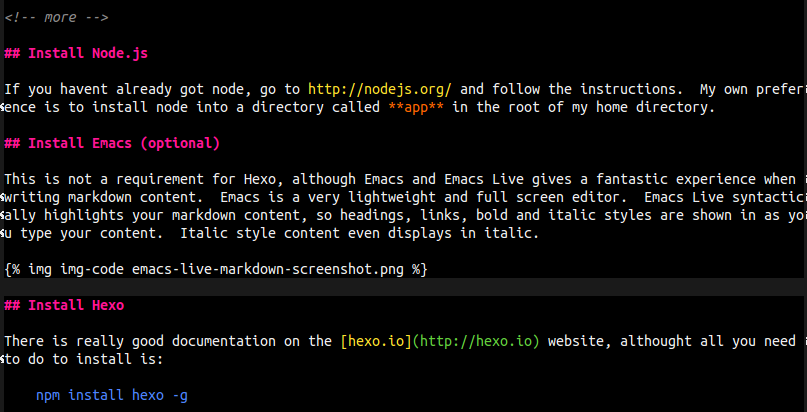 <!-- more -->
## Install Node.js
If you havent already got node, go to http://nodejs.org/ and follow the instructions.  My own prefer
ence is to install node into a directory called **app** in the root of my home directory.
## Install Emacs (optional)
This is not a requirement for Hexo, although Emacs and Emacs Live gives a fantastic experience when
writing markdown content.  Emacs is a very lightweight and full screen editor.  Emacs Live syntactic
ally highlights your markdown content, so headings, links, bold and italic styles are shown in as yo
u type your content.  Italic style content even displays in italic.
{% img img-code emacs-live-markdown-screenshot.png %}
## Install Hexo
There is really good documentation on the [hexo.io](http://hexo.io) website, althought all you need
to do to install is:
    npm install hexo -g